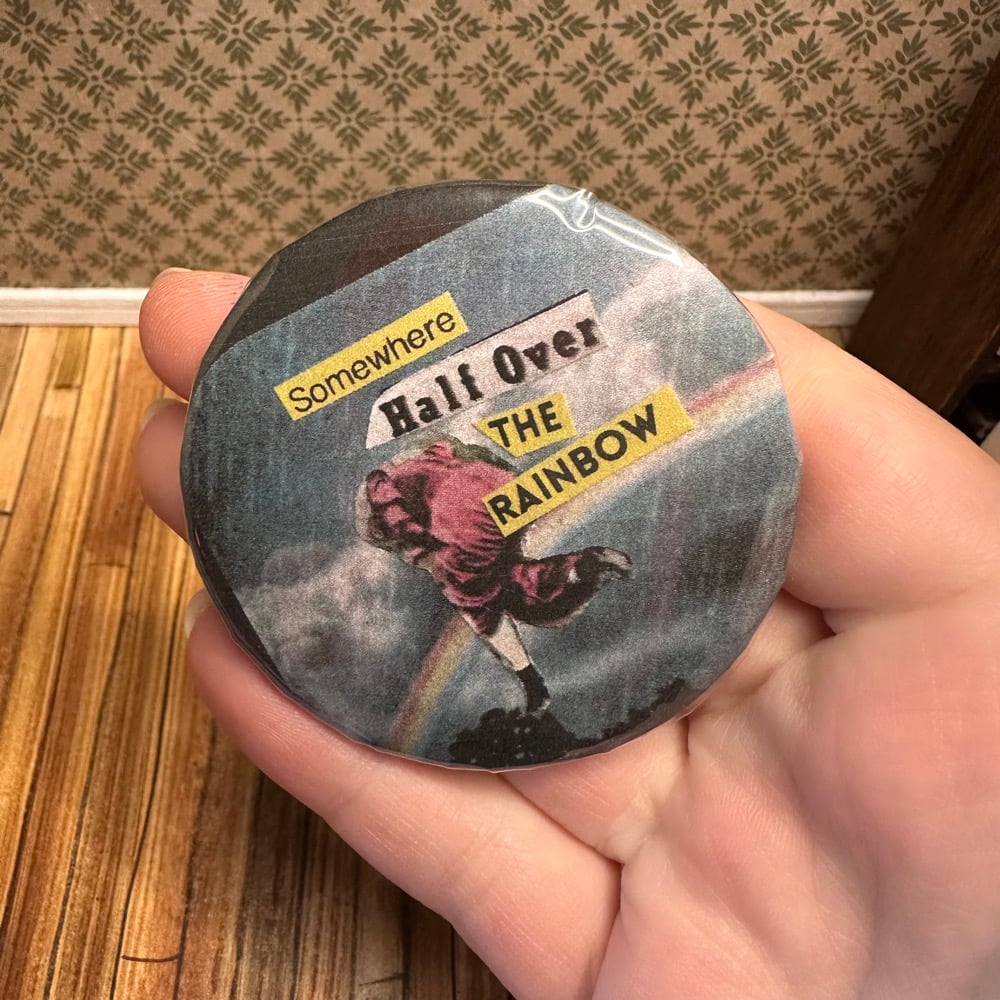 Somewhere
Half Over
THE
RAINBOW